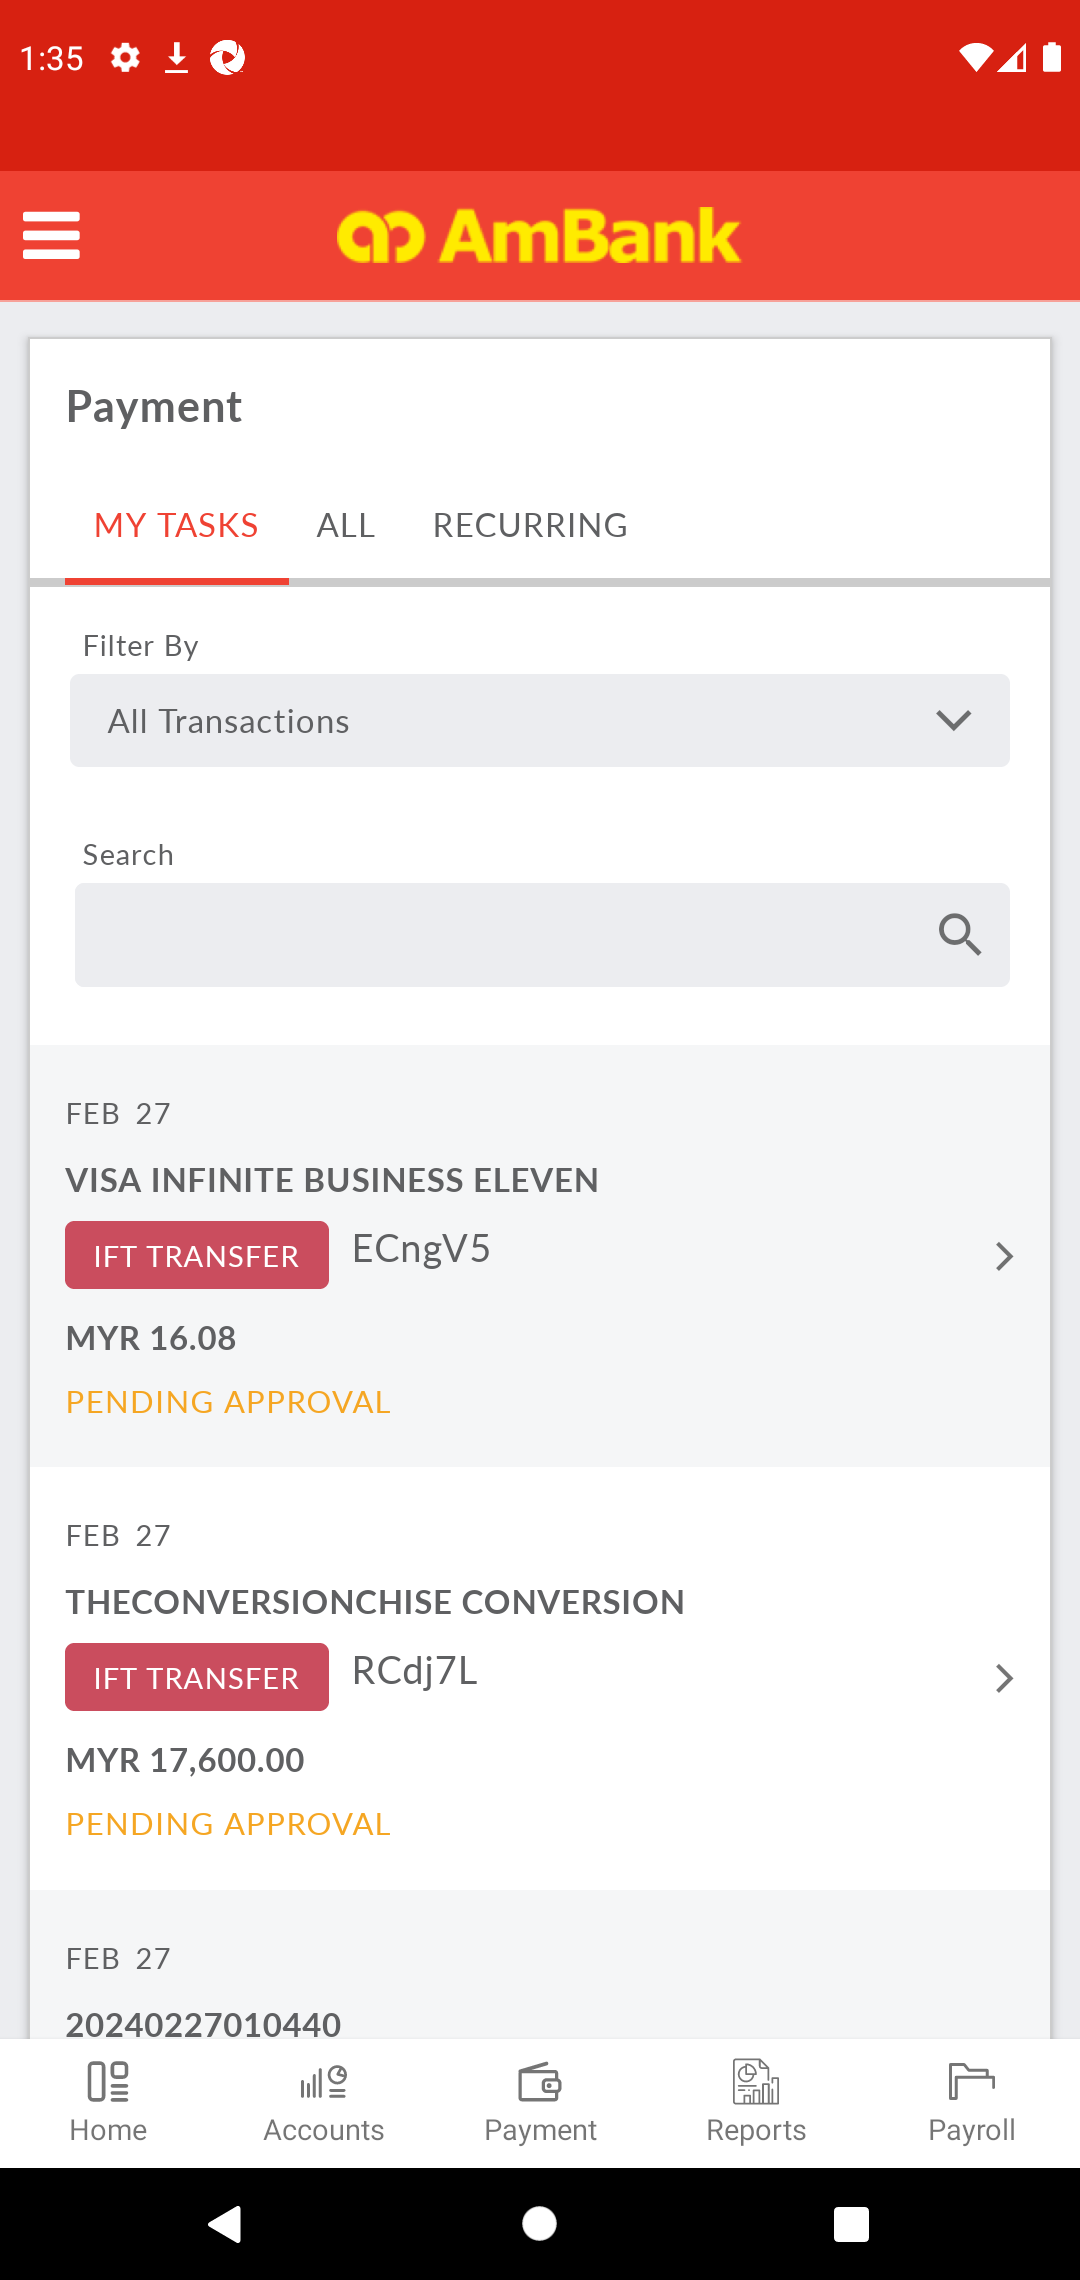 1:35
AmBank
Payment
MY TASKS ALL RECURRING
Filter By
All Transactions
Search
FEB 27
VISA INFINITE BUSINESS ELEVEN
IFT TRANSFER ECngV5
MYR 16.08
PENDING APPROVAL
FEB 27
THECONVERSIONCHISE CONVERSION
IFT TRANSFER RCdj7L
MYR 17,600.00
PENDING APPROVAL
FEB 27
20240227010440
Home Accounts Payment Reports Payroll